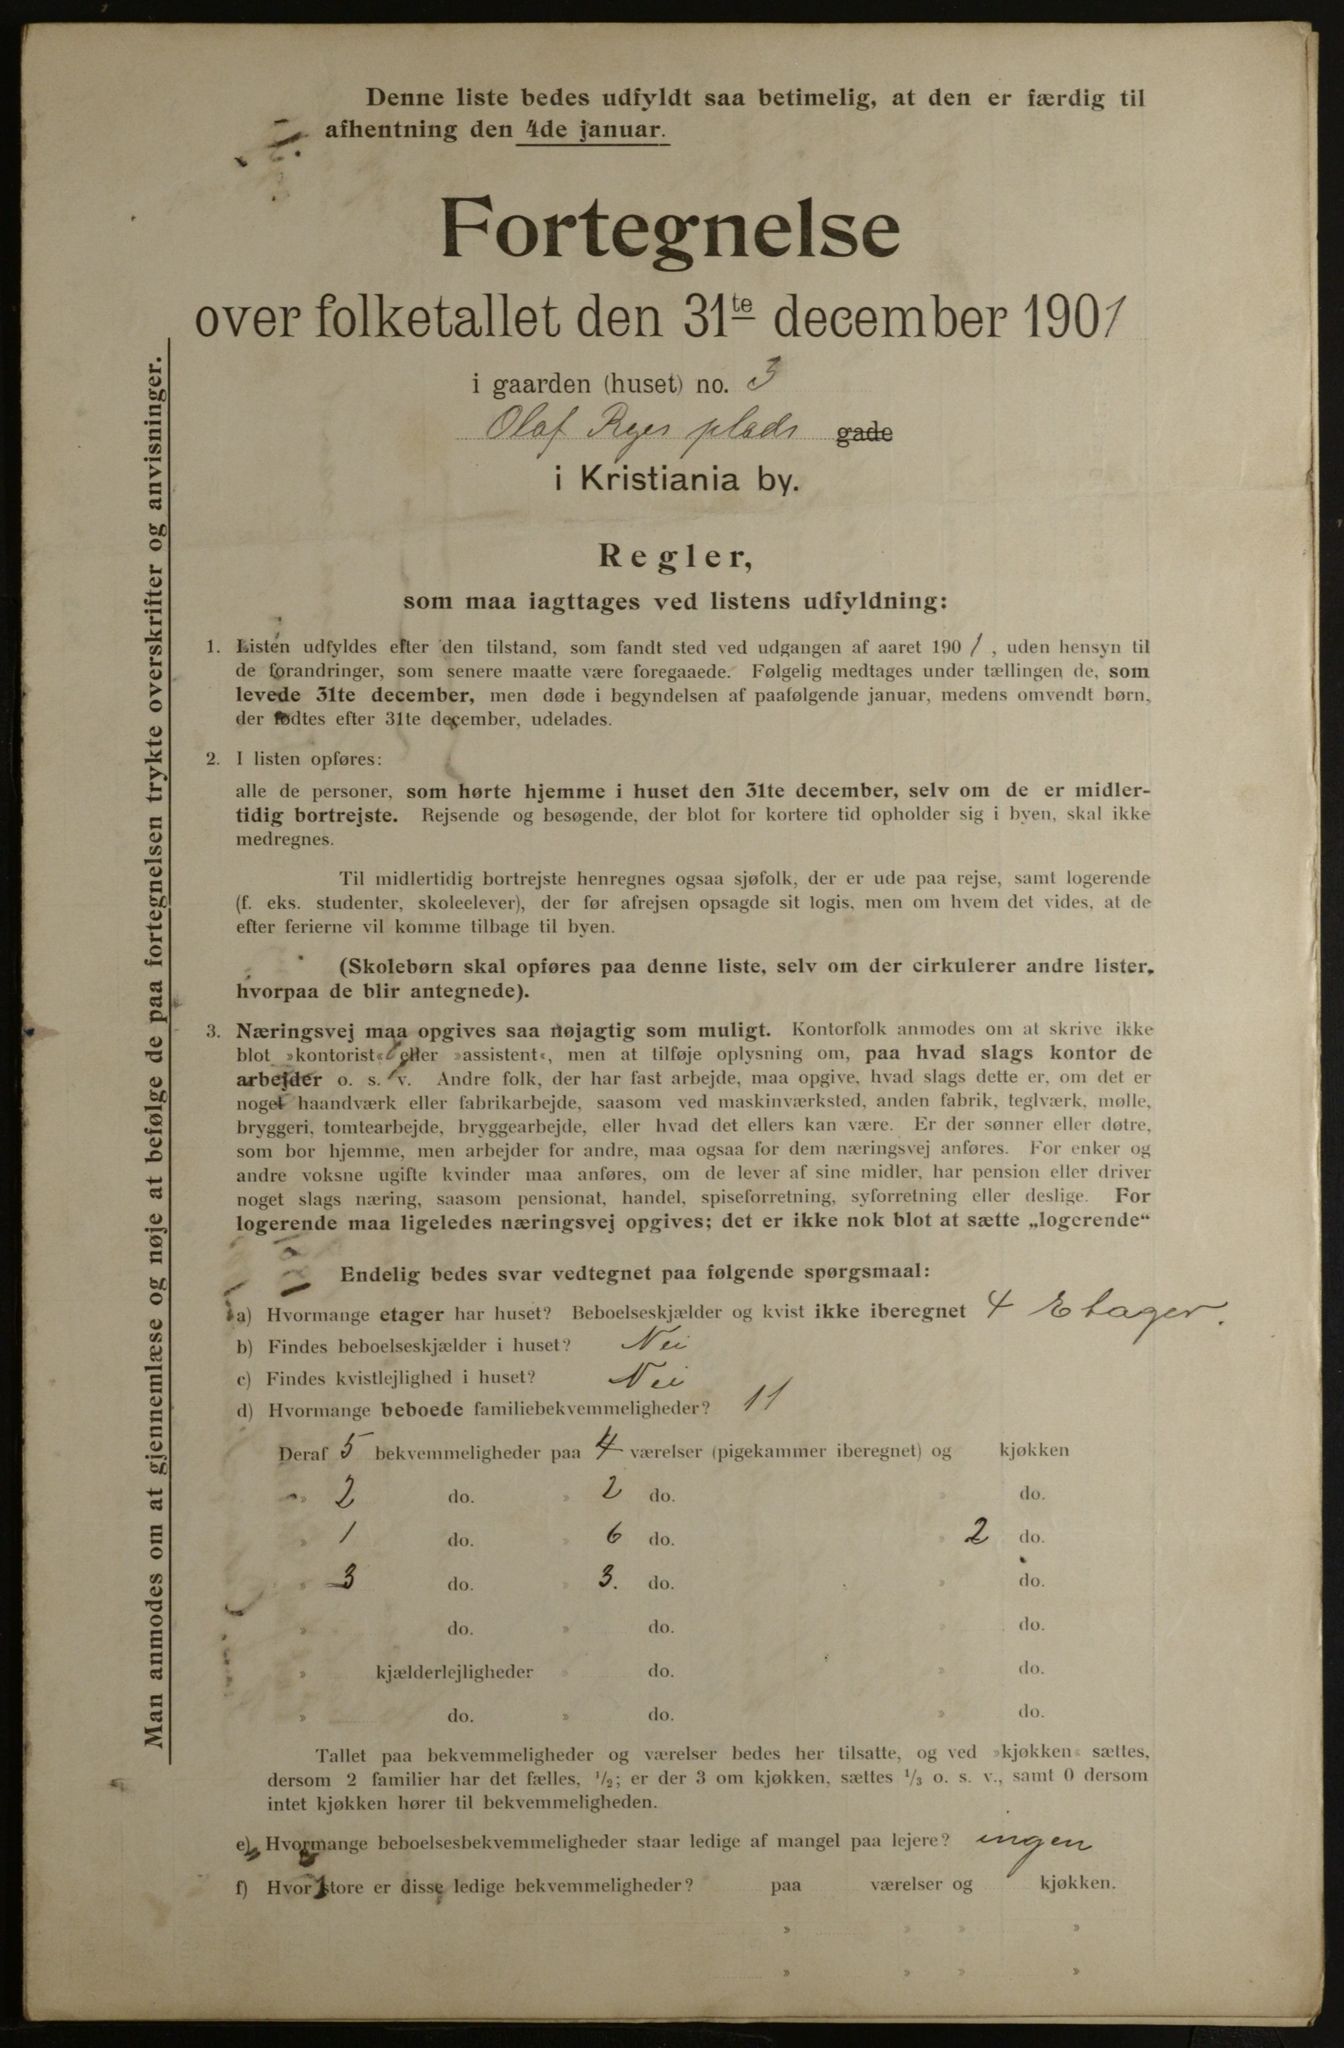 Denne liste bedes udfyldt saa betimelig, at den er færdig til
afhentning den 4de januar.
Fortegnelse
over folketallet den 31te december 1901
i gaarden (huset) no. 3
Olaf Ryes plads gade
i Kristiania by.
Regler,
som maa iagttages ved listens udfyldning:
1. Listen udfyldes efter den tilstand, som fandt sted ved udgangen af aaret 1901, uden hensyn til
de forandringer, som senere maatte være foregaaede. Følgelig medtages under tællingen de, som
levede 31te december, men døde i begyndelsen af paafølgende januar, medens omvendt børn,
der fødtes efter 31te december, udelades.
2. I listen opføres:
alle de personer, som hørte hjemme i huset den 31te december, selv om de er midler-
tidig bortrejste. Rejsende og besøgende, der blot for kortere tid opholder sig i byen, skal ikke
medregnes.
Til midlertidig bortrejste henregnes ogsaa sjøfolk, der er ude paa rejse, samt logerende
(f. eks. studenter, skoleelever), der før afrejsen opsagde sit logis, men om hvem det vides, at de
efter ferierne vil komme tilbage til byen.
(Skolebørn skal opføres paa denne liste, selv om der cirkulerer andre lister,
hvorpaa de blir antegnede).
3. Næringsvej maa opgives saa nøjagtig som muligt. Kontorfolk anmodes om at skrive ikke
blot »kontorist« eller »assistent«, men at tilføje oplysning om, paa hvad slags kontor de
arbejder o. s. v. Andre folk, der har fast arbejde, maa opgive, hvad slags dette er, om det er
noget haandværk eller fabrikarbejde, saasom ved maskinværksted, anden fabrik, teglværk, mølle,
bryggeri, tomtearbejde, bryggearbejde, eller hvad det ellers kan være. Er der sønner eller døtre,
som bor hjemme, men arbejder for andre, maa ogsaa for dem næringsvej anføres. For enker og
andre voksne ugifte kvinder maa anføres, om de lever af sine midler, har pension eller driver
noget slags næring, saasom pensionat, handel, spiseforretning, syforretning eller deslige. For
logerende maa ligeledes næringsvej opgives; det er ikke nok blot at sætte „logerende“
Endelig bedes svar vedtegnet paa følgende spørgsmaal:
a) Hvormange etager har huset? Beboelseskjælder og kvist ikke iberegnet 4 Etager.
b) Findes beboelseskjælder i huset? Nei
c) Findes kvistlejlighed i huset? Nei
d) Hvormange beboede familiebekvemmeligheder? 11
Deraf 5 bekvemmeligheder paa 4 værelser (pigekammer iberegnet) og kjøkken
» 2 do. » 2 do. » do.
» 1 do. » 6 do. » 2 do.
» 3 do. » 3. do. » do.
» do. » do. » do.
» kjælderlejligheder » do. » do.
» do. » do. » do.
Tallet paa bekvemmeligheder og værelser bedes her tilsatte, og ved »kjøkken« sættes,
dersom 2 familier har det fælles, 1/2; er der 3 om kjøkken, sættes 1/3 o. s. v., samt 0 dersom
intet kjøkken hører til bekvemmeligheden.
e) Hvormange beboelsesbekvemmeligheder staar ledige af mangel paa lejere? ingen
f) Hvor store er disse ledige bekvemmeligheder? paa værelser og kjøkken.
» » » »
» » » »
Man anmodes om at gjennemlæse og nøje at befølge de paa fortegnelsen trykte overskrifter og anvisninger.